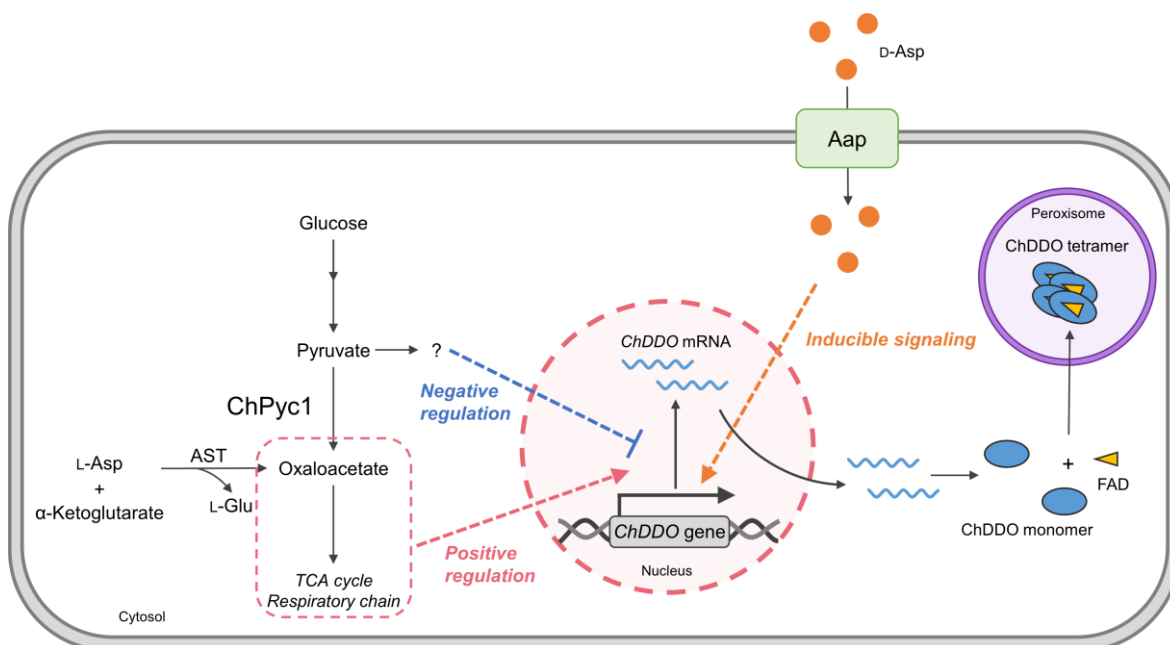 D-Asp
Aap
Glucose
Pyruvate
?
ChPyc1
L-Asp
+
α-Ketoglutarate
AST
L-Glu
Oxaloacetate
TCA cycle
Respiratory chain
Cytosol
Negative
regulation
Positive
regulation
ChDDO mRNA
ChDDO gene
Nucleus
Inducible signaling
Peroxisome
ChDDO tetramer
+
FAD
ChDDO monomer